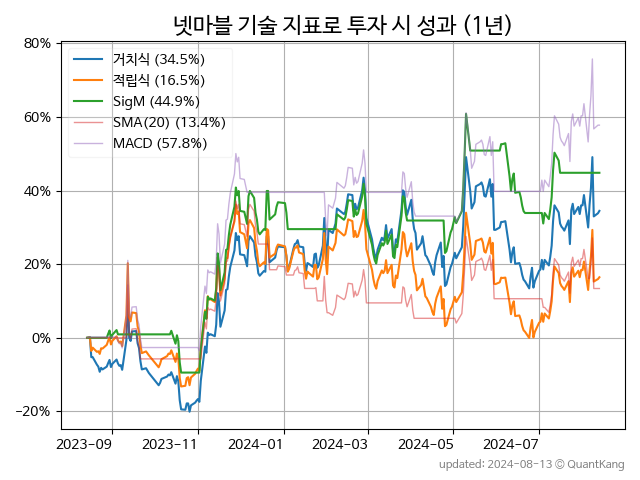 넷마블 기술 지표로 투자 시 성과 (1년)
80%
60%
40%
20%
0%
−20%
거치식 (34.5%)
적립식 (16.5%)
SigM (44.9%)
SMA(20) (13.4%)
MACD (57.8%)
2023-09 2023-11 2024-01 2024-03 2024-05 2024-07
updated: 2024-08-13 © QuantKang